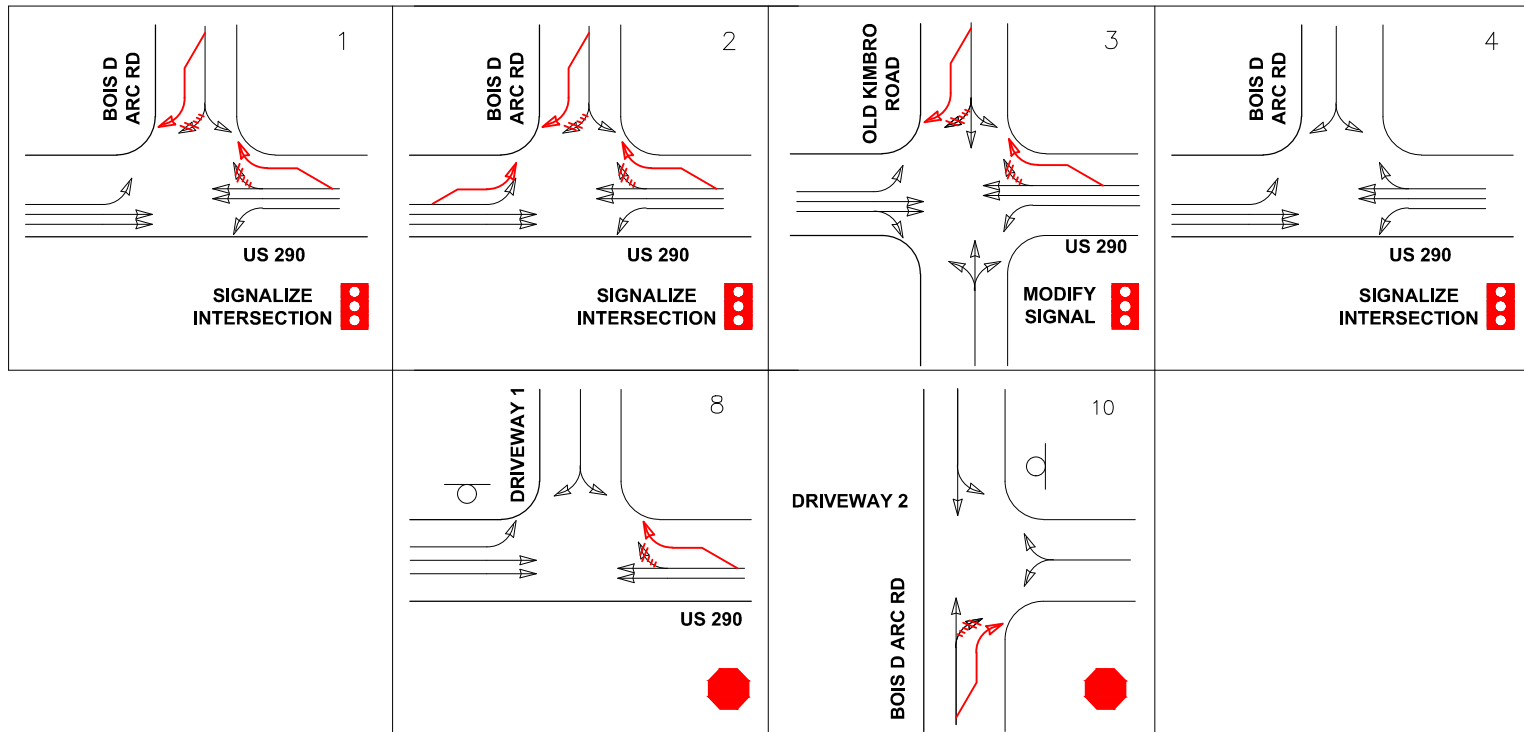 1
BOIS D
ARC RD
US 290
SIGNALIZE
INTERSECTION
2
BOIS D
ARC RD
US 290
SIGNALIZE
INTERSECTION
3
OLD KIMBRO
ROAD
US 290
MODIFY
SIGNAL
4
BOIS D
ARC RD
US 290
SIGNALIZE
INTERSECTION
8
DRIVEWAY 1
US 290
10
DRIVEWAY 2
BOIS D ARC RD